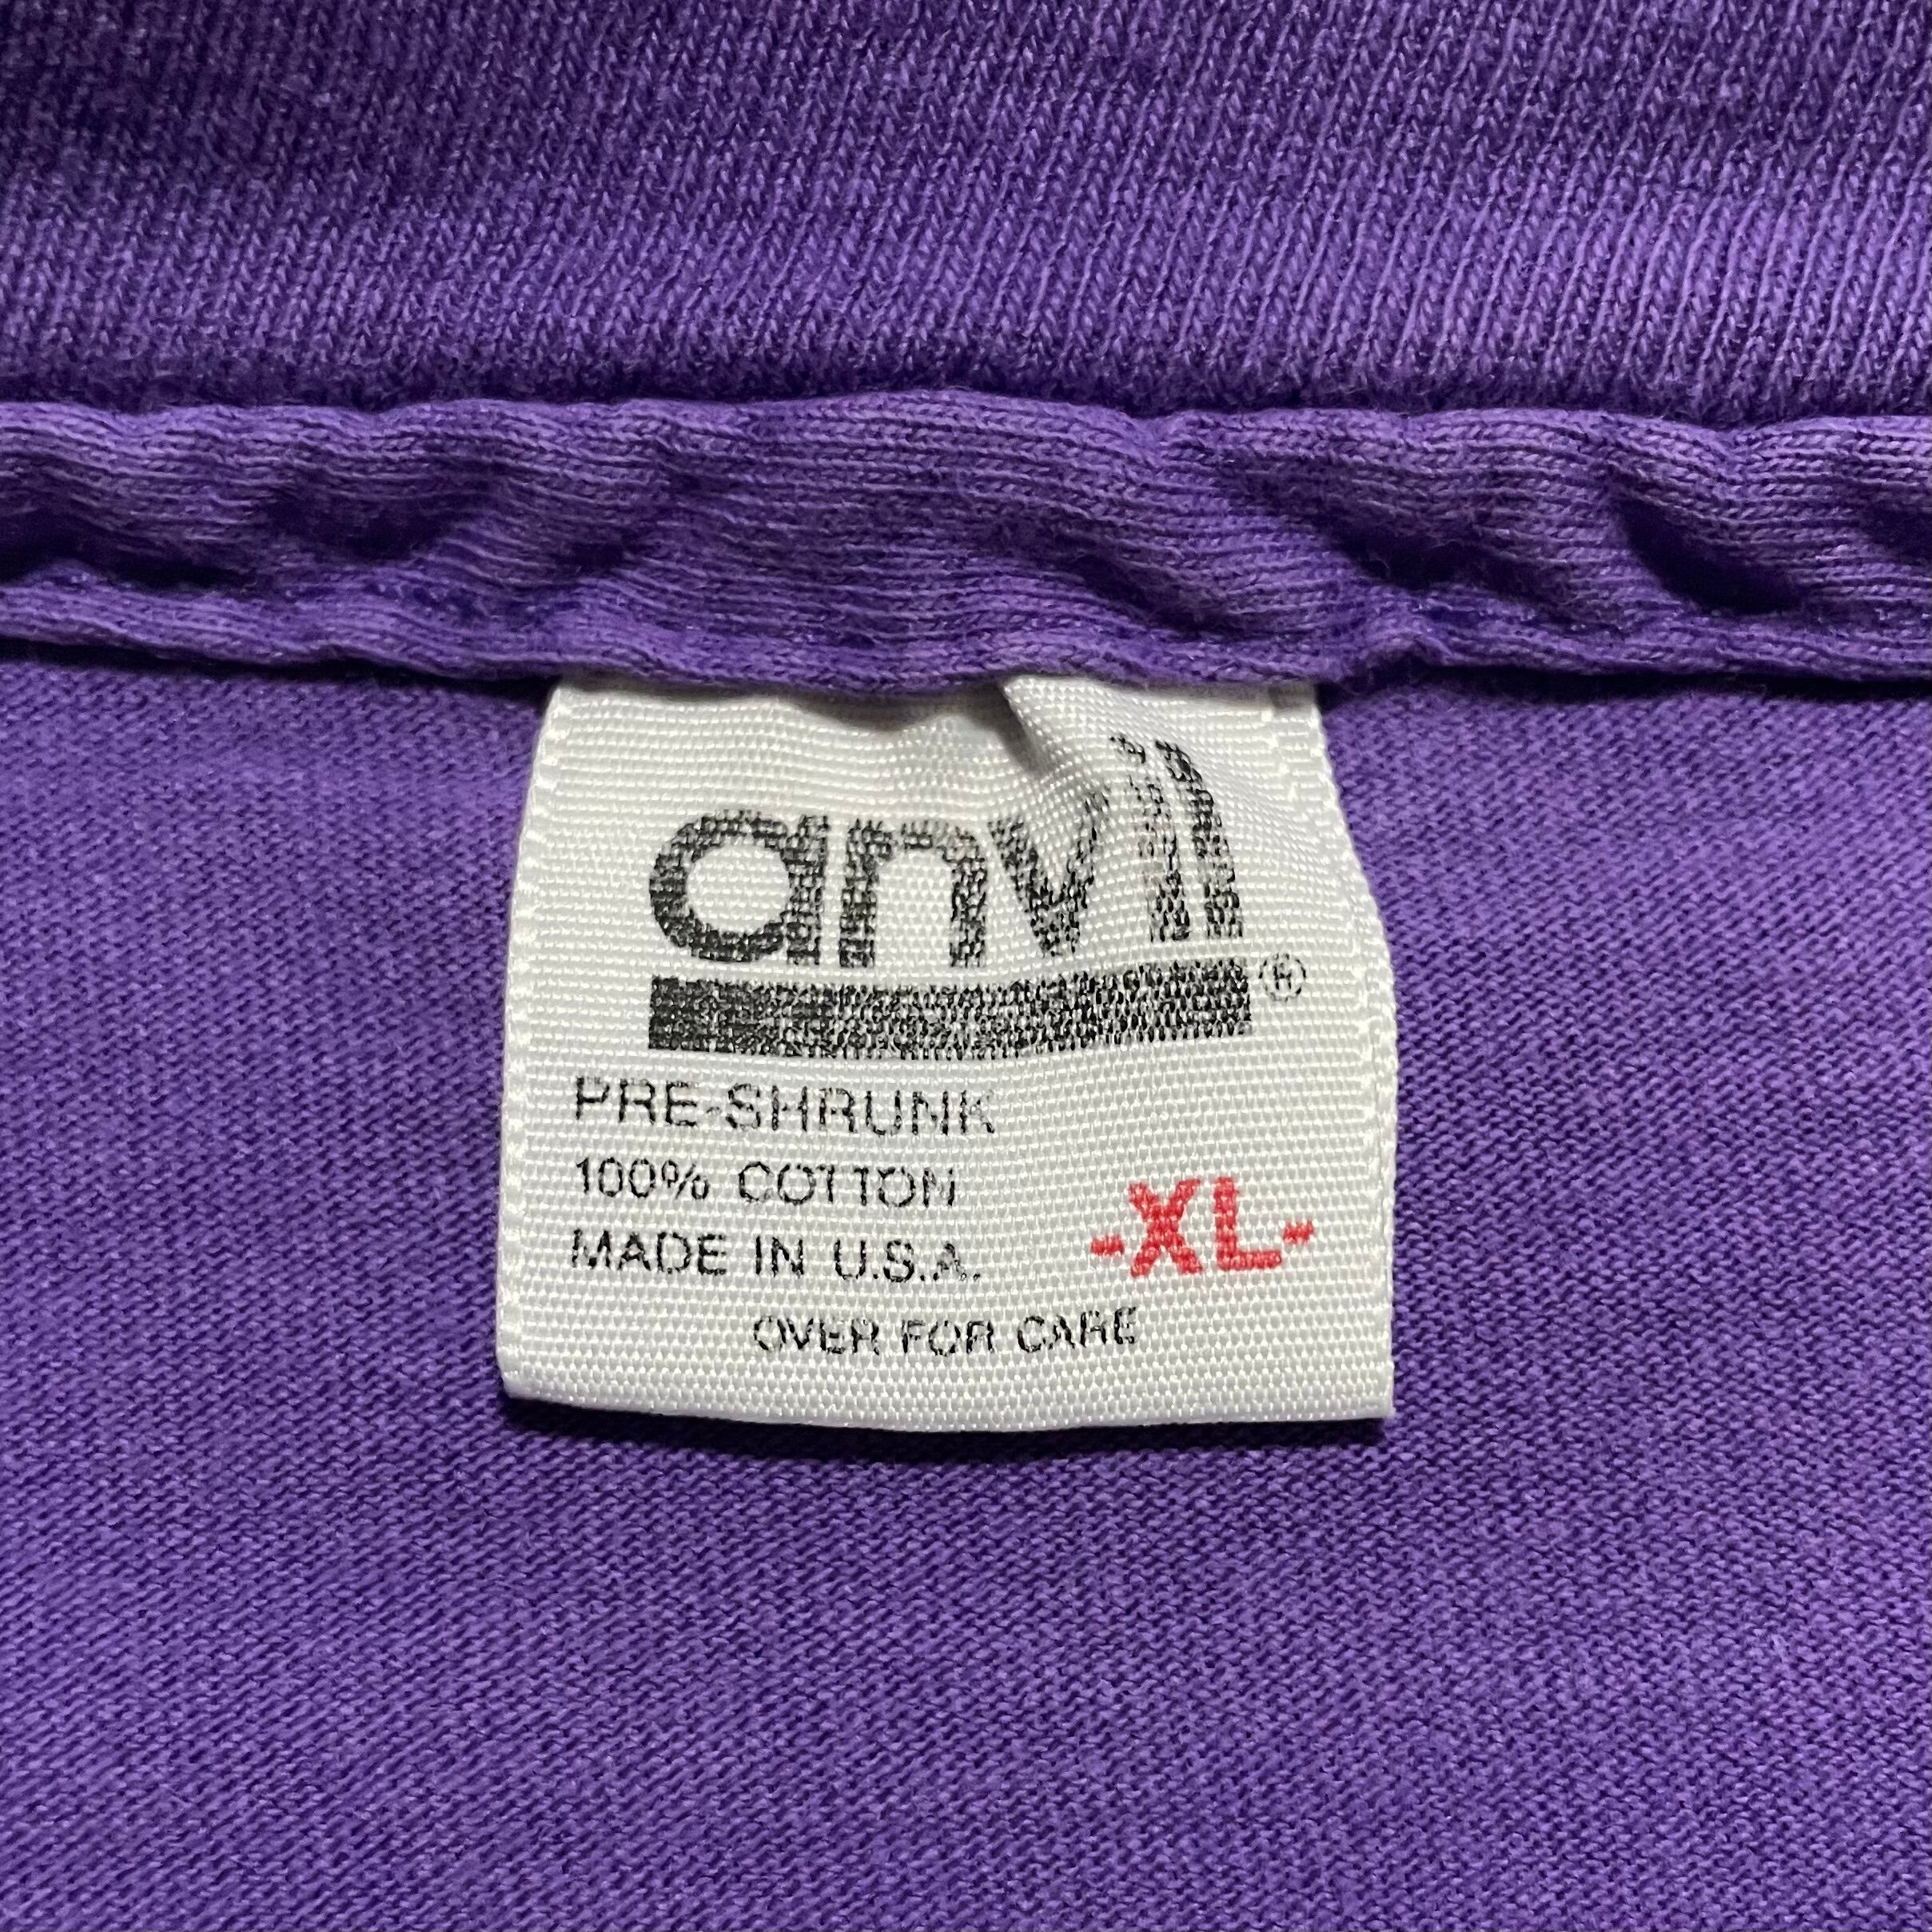 anvil®
PRE-SHRUNK
100% COTTON
MADE IN U.S.A.
-XL-
OVER FOR CARE